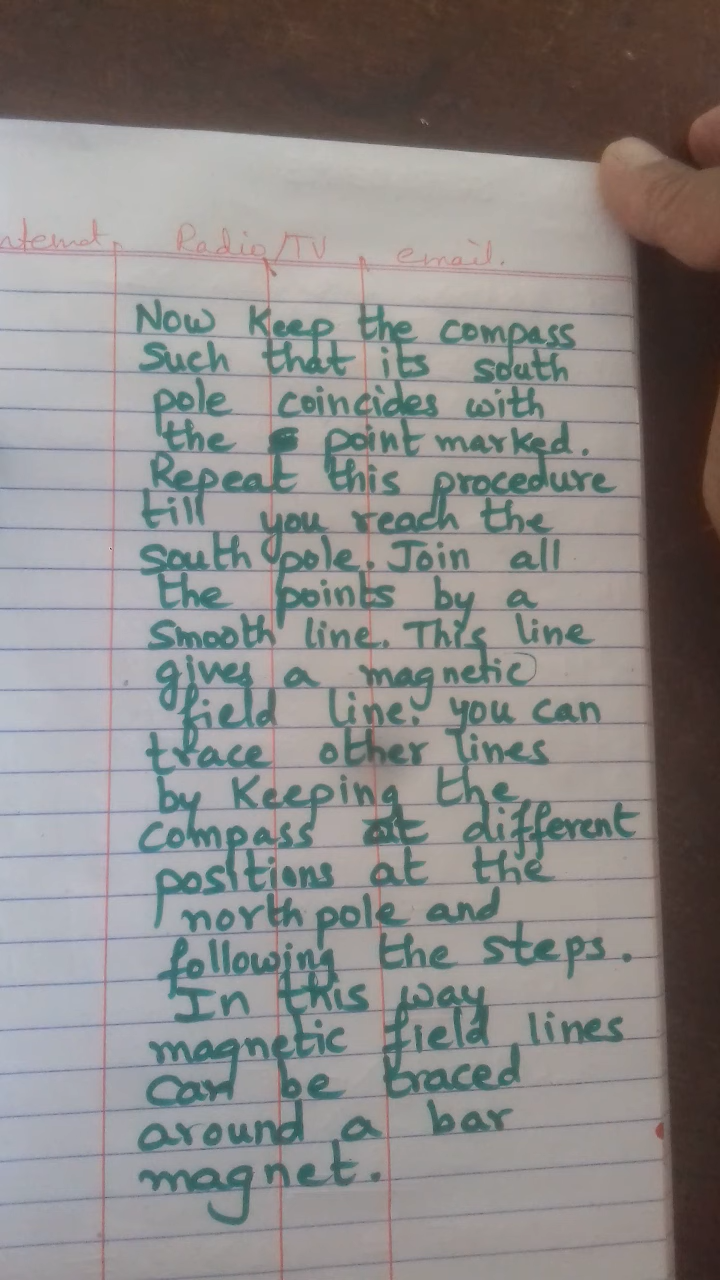 Radio/TV email.
Now Keep the compass
Such that its south
pole coincides with
the point marked.
Repeat this procedure
till you reach the
south pole. Join all
the points by a
Smooth line. This line
gives a magnetic
field line. you can
trace other lines
by Keeping the
compass at different
positions at the
north pole and
following the steps.
In this way
magnetic field lines
can be traced
around a bar
magnet.